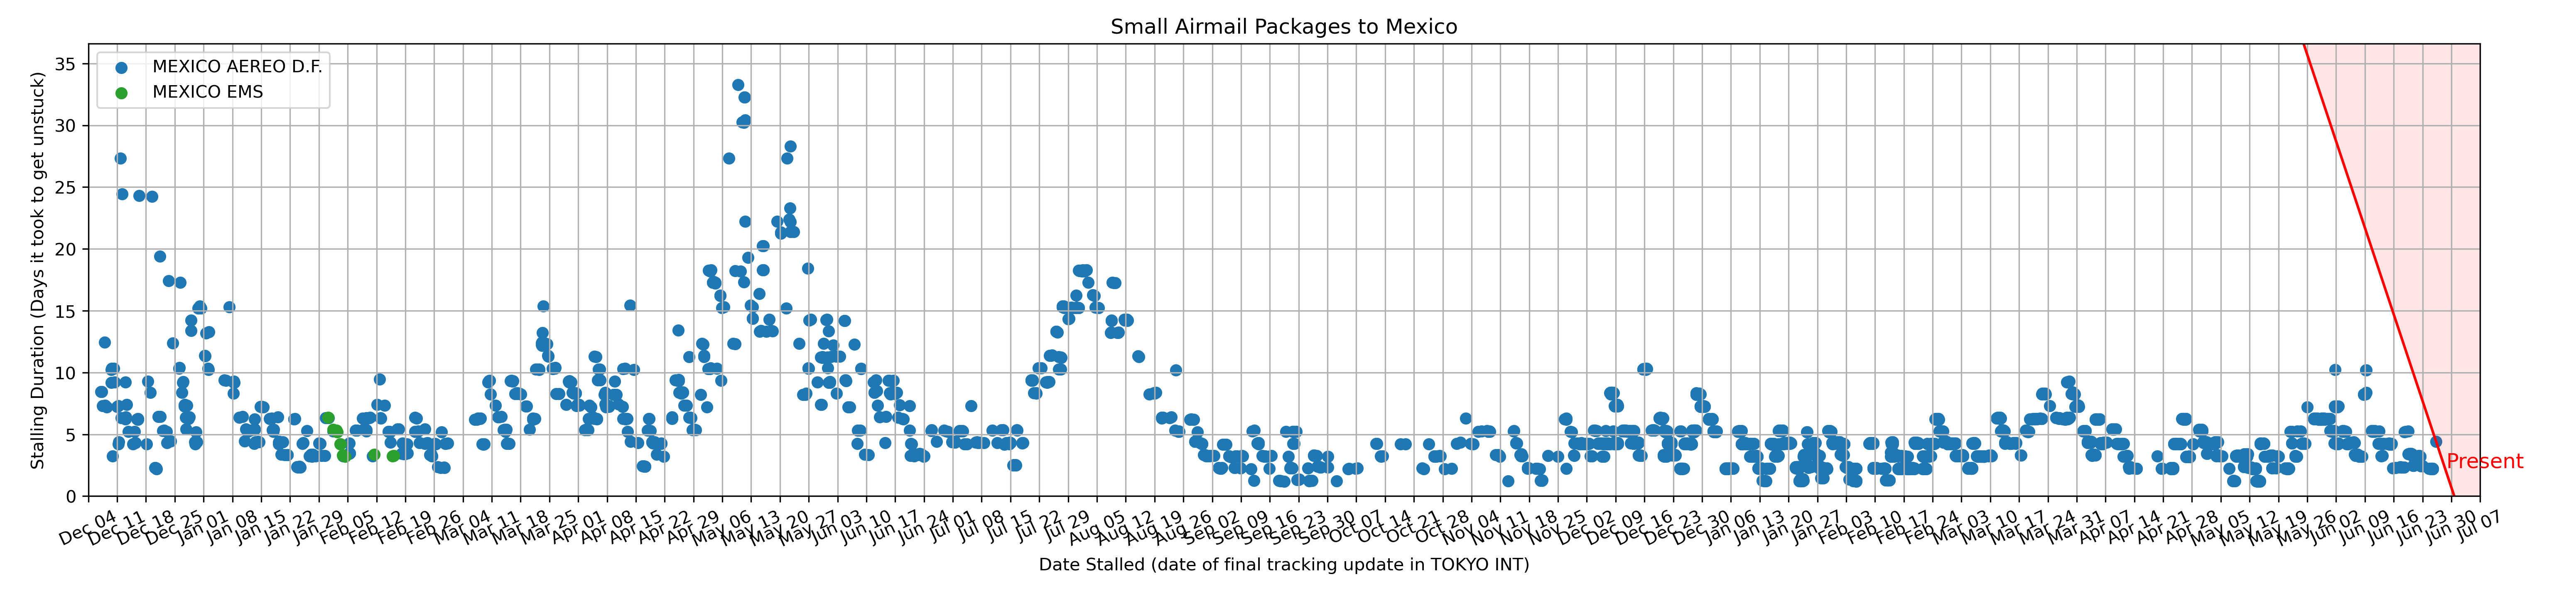 Small Airmail Packages to Mexico
MEXICO AEREO D.F.
MEXICO EMS
Stalling Duration (Days it took to get unstuck)
35
30
25
20
15
10
5
0
Present
Dec 04
Dec 11
Dec 18
Dec 25
Jan 01
Jan 08
Jan 15
Jan 22
Jan 29
Feb 05
Feb 12
Feb 19
Feb 26
Mar 04
Mar 11
Mar 18
Mar 25
Apr 01
Apr 08
Apr 15
Apr 22
Apr 29
May 06
May 13
May 20
May 27
Jun 03
Jun 10
Jun 17
Jun 24
Jul 01
Jul 08
Jul 15
Jul 22
Jul 29
Aug 05
Aug 12
Aug 19
Aug 26
Sep 02
Sep 09
Sep 16
Sep 23
Sep 30
Oct 07
Oct 14
Oct 21
Oct 28
Nov 04
Nov 11
Nov 18
Nov 25
Dec 02
Dec 09
Dec 16
Dec 23
Dec 30
Jan 06
Jan 13
Jan 20
Jan 27
Feb 03
Feb 10
Feb 17
Feb 24
Mar 03
Mar 10
Mar 17
Mar 24
Mar 31
Apr 07
Apr 14
Apr 21
Apr 28
May 05
May 12
May 19
May 26
Jun 02
Jun 09
Jun 16
Jun 23
Jun 30
Jul 07
Date Stalled (date of final tracking update in TOKYO INT)